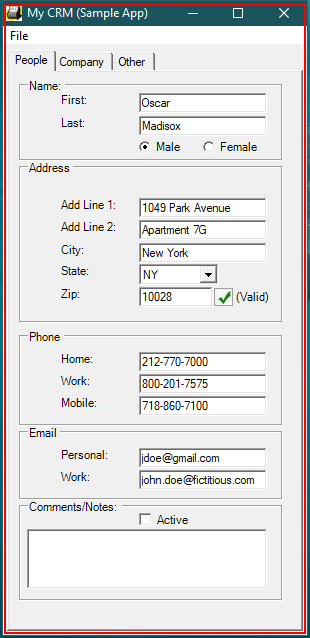 My CRM (Sample App)
File
People Company Other
Name:
First: Oscar
Last: Madisox
Male Female
Address
Add Line 1: 1049 Park Avenue
Add Line 2: Apartment 7G
City: New York
State: NY
Zip: 10028 (Valid)
Phone
Home: 212-770-7000
Work: 800-201-7575
Mobile: 718-860-7100
Email
Personal: jdoe@gmail.com
Work: john.doe@fictitious.com
Comments/Notes:
Active